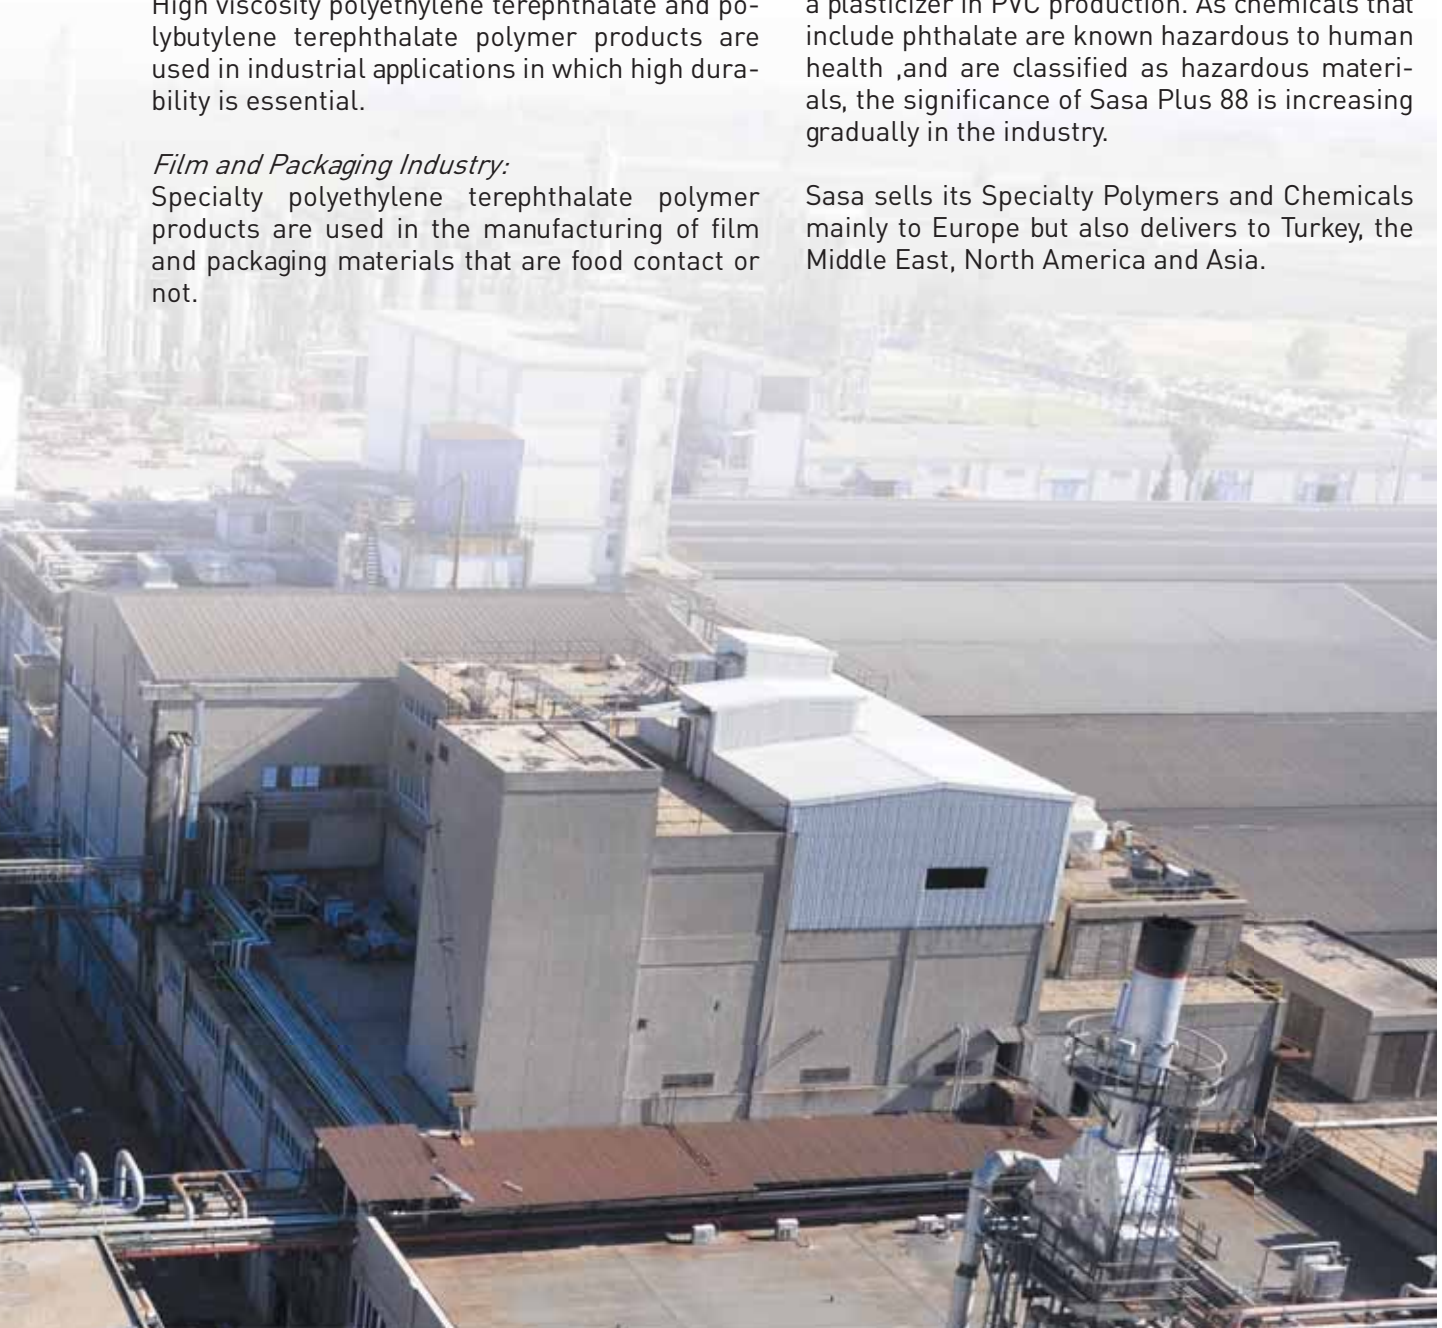 High viscosity polyethylene terephthalate and po-
lybutylene terephthalate polymer products are
used in industrial applications in which high dura-
bility is essential.
Film and Packaging Industry:
Specialty polyethylene terephthalate polymer
products are used in the manufacturing of film
and packaging materials that are food contact or
not.
a plasticizer in PVC production. As chemicals that
include phthalate are known hazardous to human
health ,and are classified as hazardous materi-
als, the significance of Sasa Plus 88 is increasing
gradually in the industry.
Sasa sells its Specialty Polymers and Chemicals
mainly to Europe but also delivers to Turkey, the
Middle East, North America and Asia.